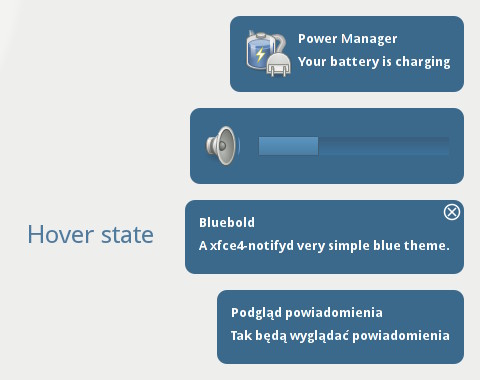 Power Manager
Your battery is charging
Hover state
Bluebold
A xfce4-notifyd very simple blue theme.
Podgląd powiadomienia
Tak będą wyglądać powiadomienia